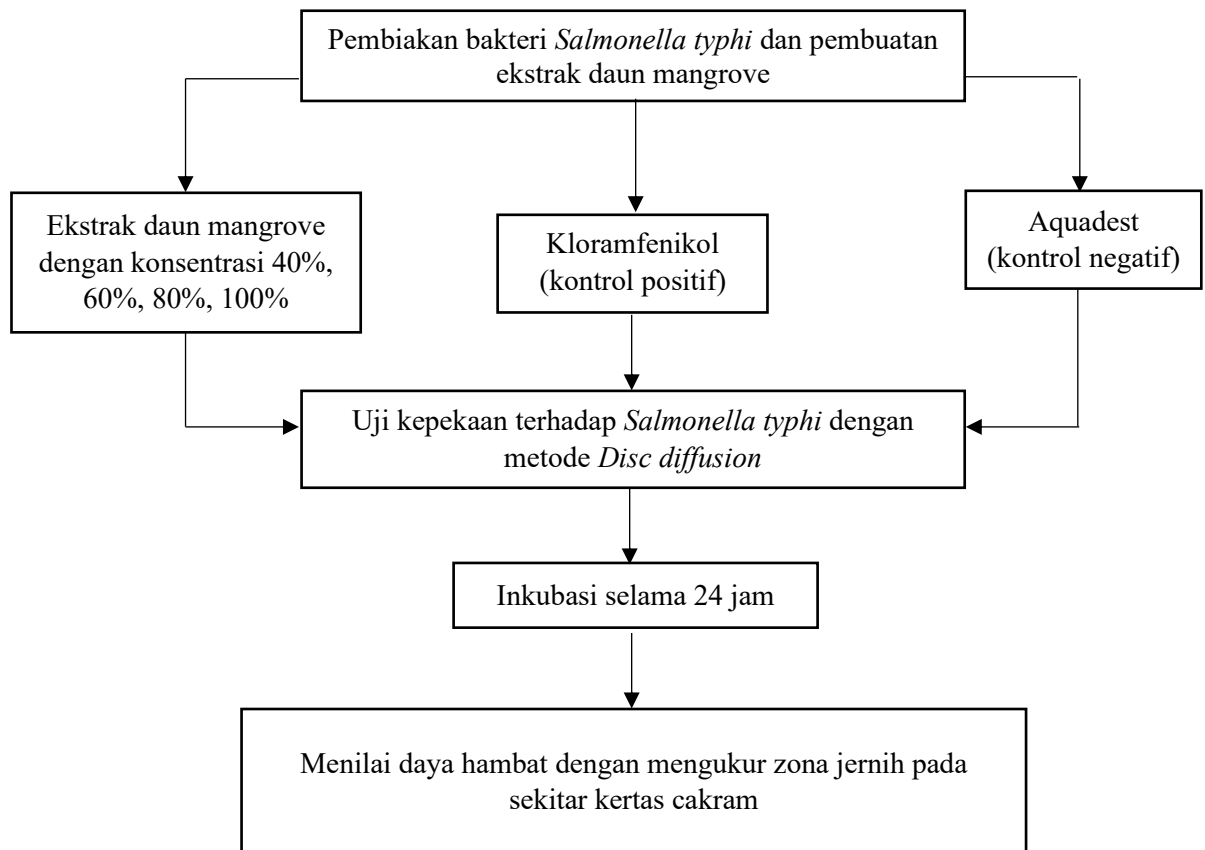 Pembiakan bakteri Salmonella typhi dan pembuatan
ekstrak daun mangrove
Ekstrak daun mangrove
dengan konsentrasi 40%,
60%, 80%, 100%
Kloramfenikol
(kontrol positif)
Aquadest
(kontrol negatif)
Uji kepekaan terhadap Salmonella typhi dengan
metode Disc diffusion
Inkubasi selama 24 jam
Menilai daya hambat dengan mengukur zona jernih pada
sekitar kertas cakram